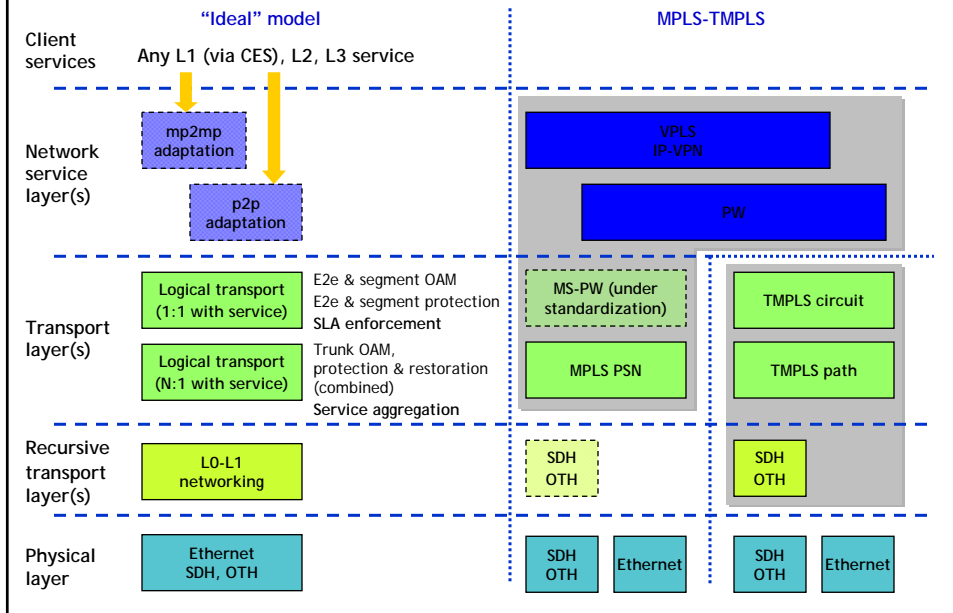 “Ideal” model
MPLS-TMPLS
Client
services
Any L1 (via CES), L2, L3 service
Network
service
layer(s)
mp2mp
adaptation
p2p
adaptation
VPLS
IP-VPN
PW
Transport
layer(s)
Logical transport
(1:1 with service)
E2e & segment OAM
E2e & segment protection
SLA enforcement
MS-PW (under
standardization)
TMPLS circuit
Logical transport
(N:1 with service)
Trunk OAM,
protection & restoration
(combined)
Service aggregation
MPLS PSN
TMPLS path
Recursive
transport
layer(s)
L0-L1
networking
SDH
OTH
SDH
OTH
Physical
layer
Ethernet
SDH, OTH
SDH
OTH
Ethernet
SDH
OTH
Ethernet